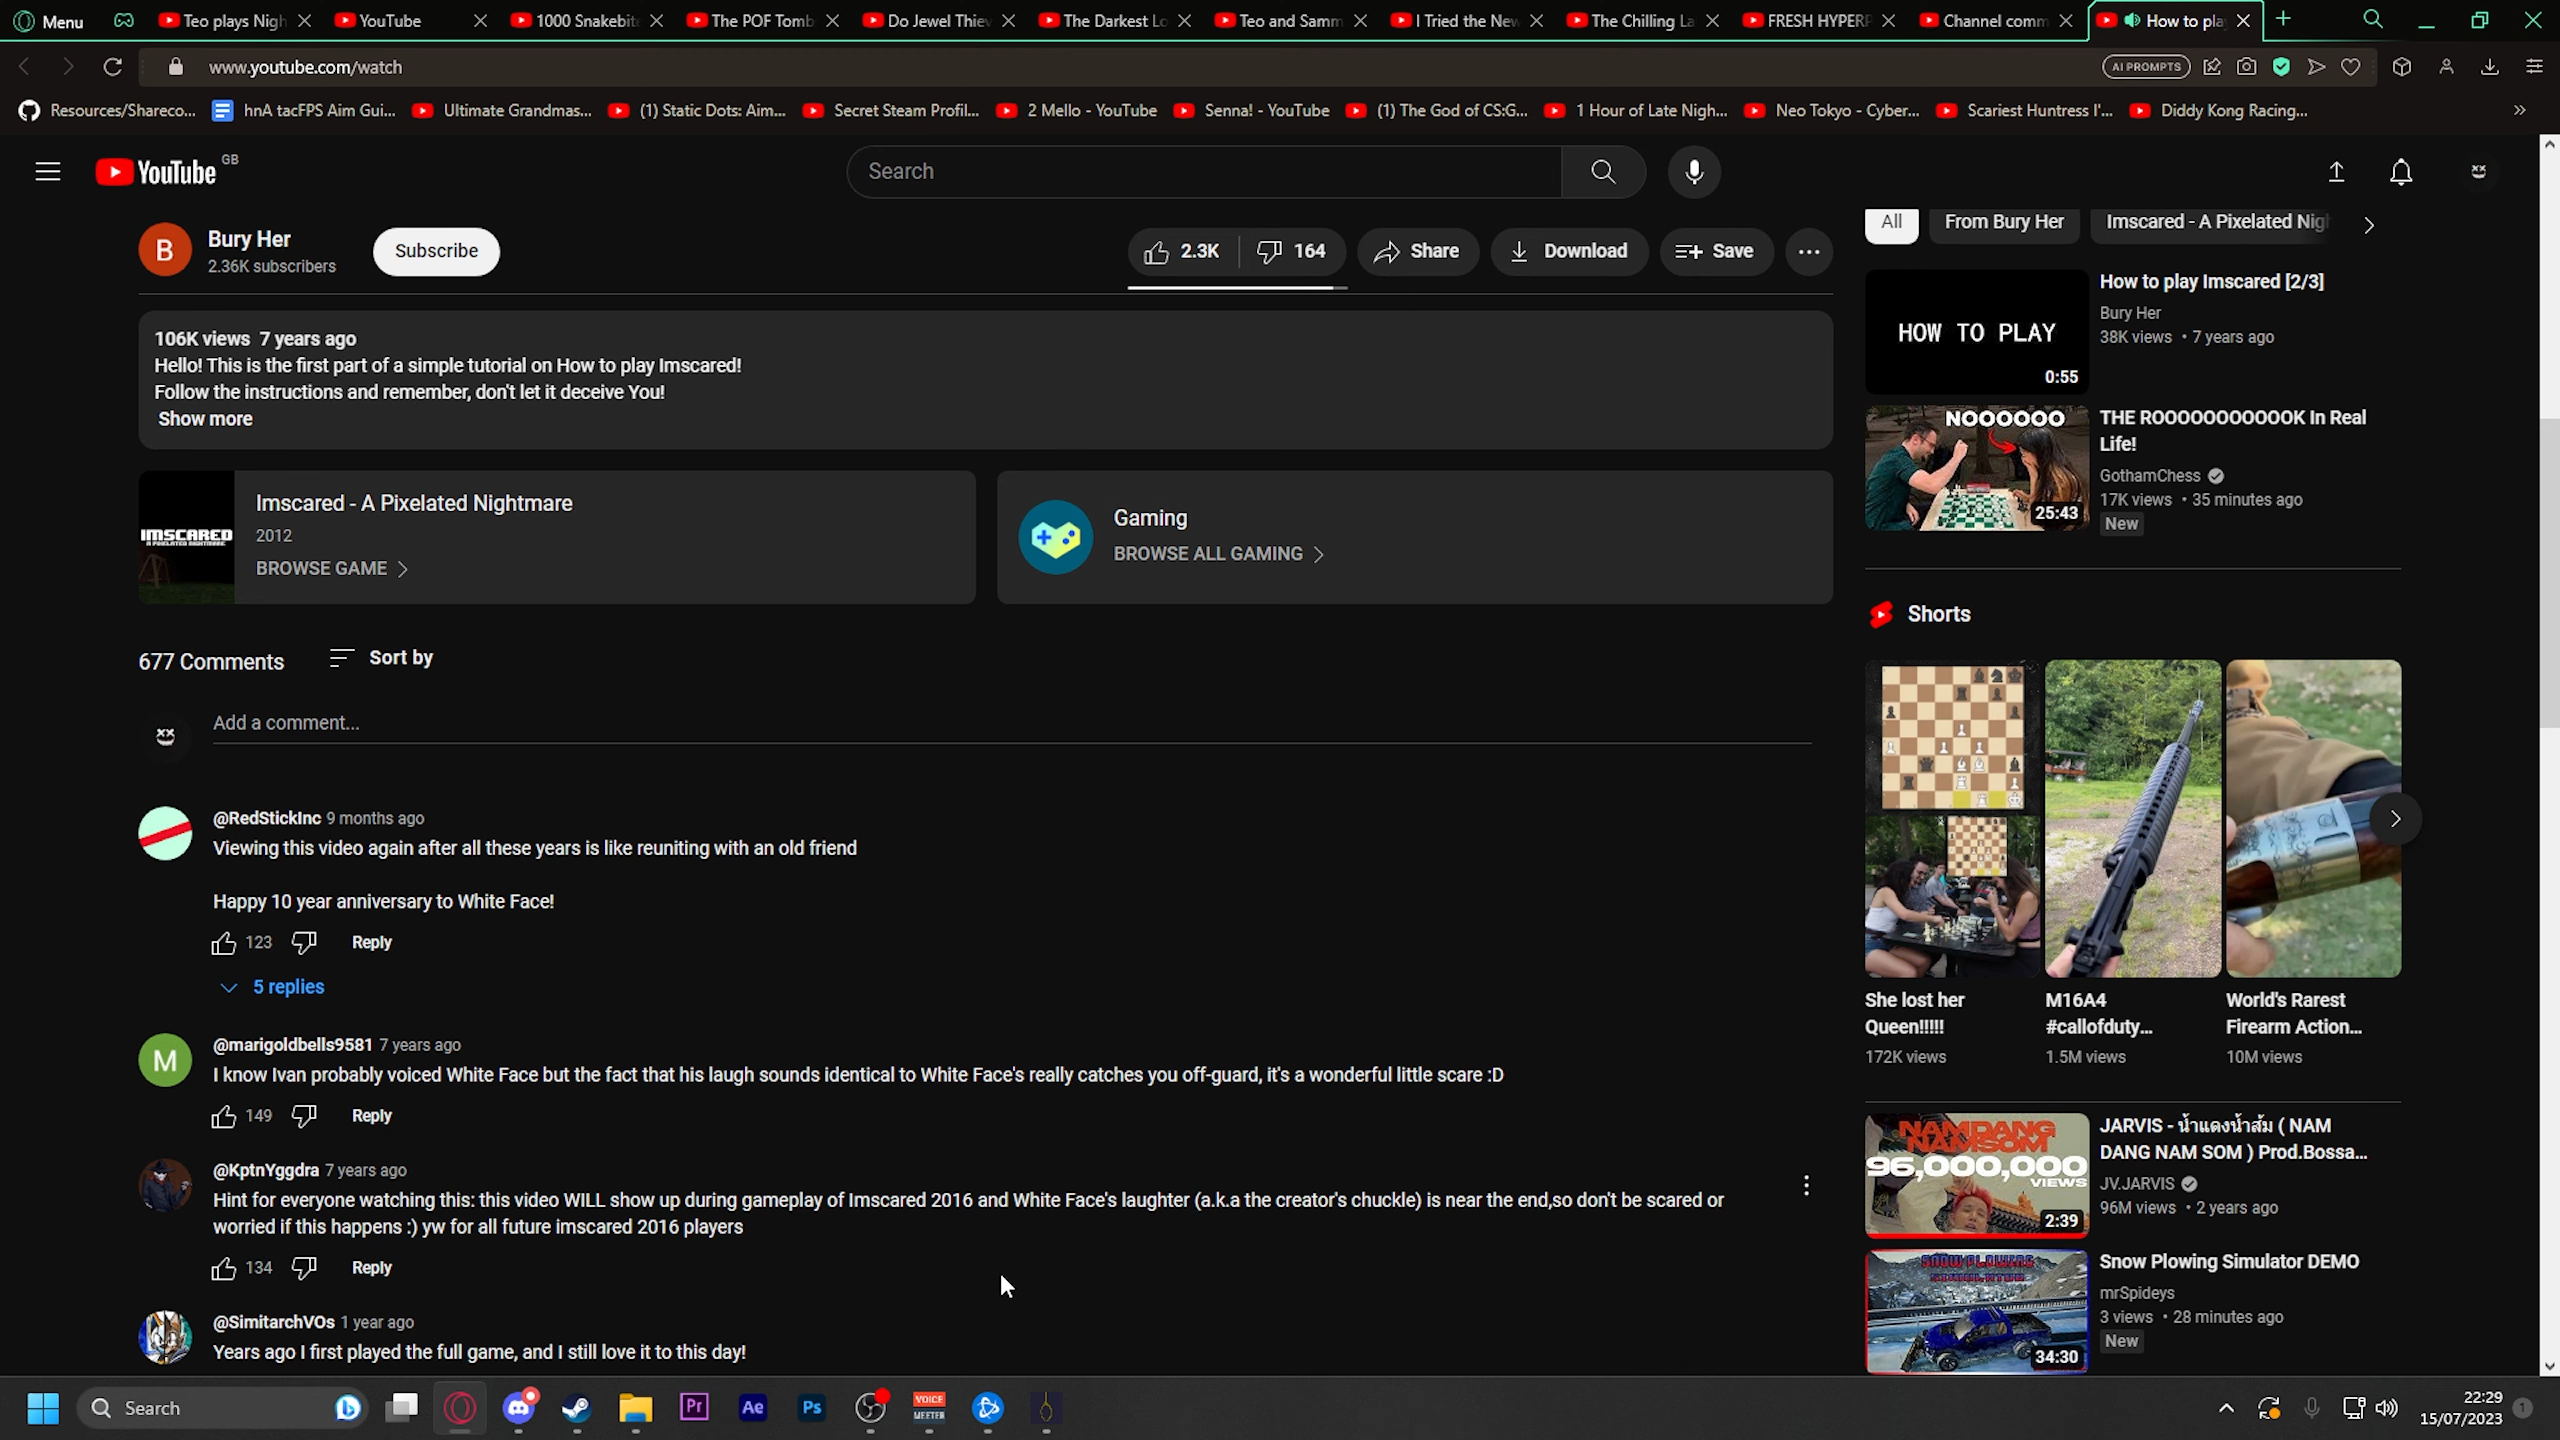 Menu
Teo plays Nigh
YouTube
1000 Snakebit
The POF Tomb
Do Jewel Thiev
The Darkest Lo
Teo and Samm
I Tried the New
The Chilling La
FRESH HYPERP
Channel comm
How to pla
www.youtube.com/watch
AI PROMPTS
Resources/Shareco...
hnA tacFPS Aim Gui...
Ultimate Grandmas...
(1) Static Dots: Aim...
Secret Steam Profil...
2 Mello - YouTube
Senna! - YouTube
(1) The God of CS:G...
1 Hour of Late Nigh...
Neo Tokyo - Cyber...
Scariest Huntress I'...
Diddy Kong Racing...
YouTube GB
Search
B
Bury Her
2.36K subscribers
Subscribe
2.3K
164
Share
Download
Save
106K views 7 years ago
Hello! This is the first part of a simple tutorial on How to play Imscared!
Follow the instructions and remember, don't let it deceive You!
Show more
IMSCARED
Imscared - A Pixelated Nightmare
2012
BROWSE GAME
Gaming
BROWSE ALL GAMING
677 Comments
Sort by
Add a comment...
@RedStickInc 9 months ago
Viewing this video again after all these years is like reuniting with an old friend
Happy 10 year anniversary to White Face!
123
Reply
5 replies
M
@marigoldbells9581 7 years ago
I know Ivan probably voiced White Face but the fact that his laugh sounds identical to White Face's really catches you off-guard, it's a wonderful little scare :D
149
Reply
@KptnYggdra 7 years ago
Hint for everyone watching this: this video WILL show up during gameplay of Imscared 2016 and White Face's laughter (a.k.a the creator's chuckle) is near the end,so don't be scared or
worried if this happens :) yw for all future imscared 2016 players
134
Reply
@SimitarchVOs 1 year ago
Years ago I first played the full game, and I still love it to this day!
All
From Bury Her
Imscared - A Pixelated Nigh
HOW TO PLAY
0:55
How to play Imscared [2/3]
Bury Her
38K views • 7 years ago
NOOOOOO
25:43
THE ROOOOOOOOOOOK In Real
Life!
GothamChess
17K views • 35 minutes ago
New
Shorts
She lost her
Queen!!!!!
172K views
M16A4
#callofduty...
1.5M views
World's Rarest
Firearm Action...
10M views
NAMDANG
NAMSOM
96,000,000
VIEWS
2:39
JARVIS - น้ำแดงน้ำส้ม ( NAM
DANG NAM SOM ) Prod.Bossa...
JV.JARVIS
96M views • 2 years ago
SNOW PLOWING
SIMULATOR
34:30
Snow Plowing Simulator DEMO
mrSpideys
3 views • 28 minutes ago
New
Search
Pr
Ae
Ps
VOICE
MEETER
22:29
15/07/2023
1